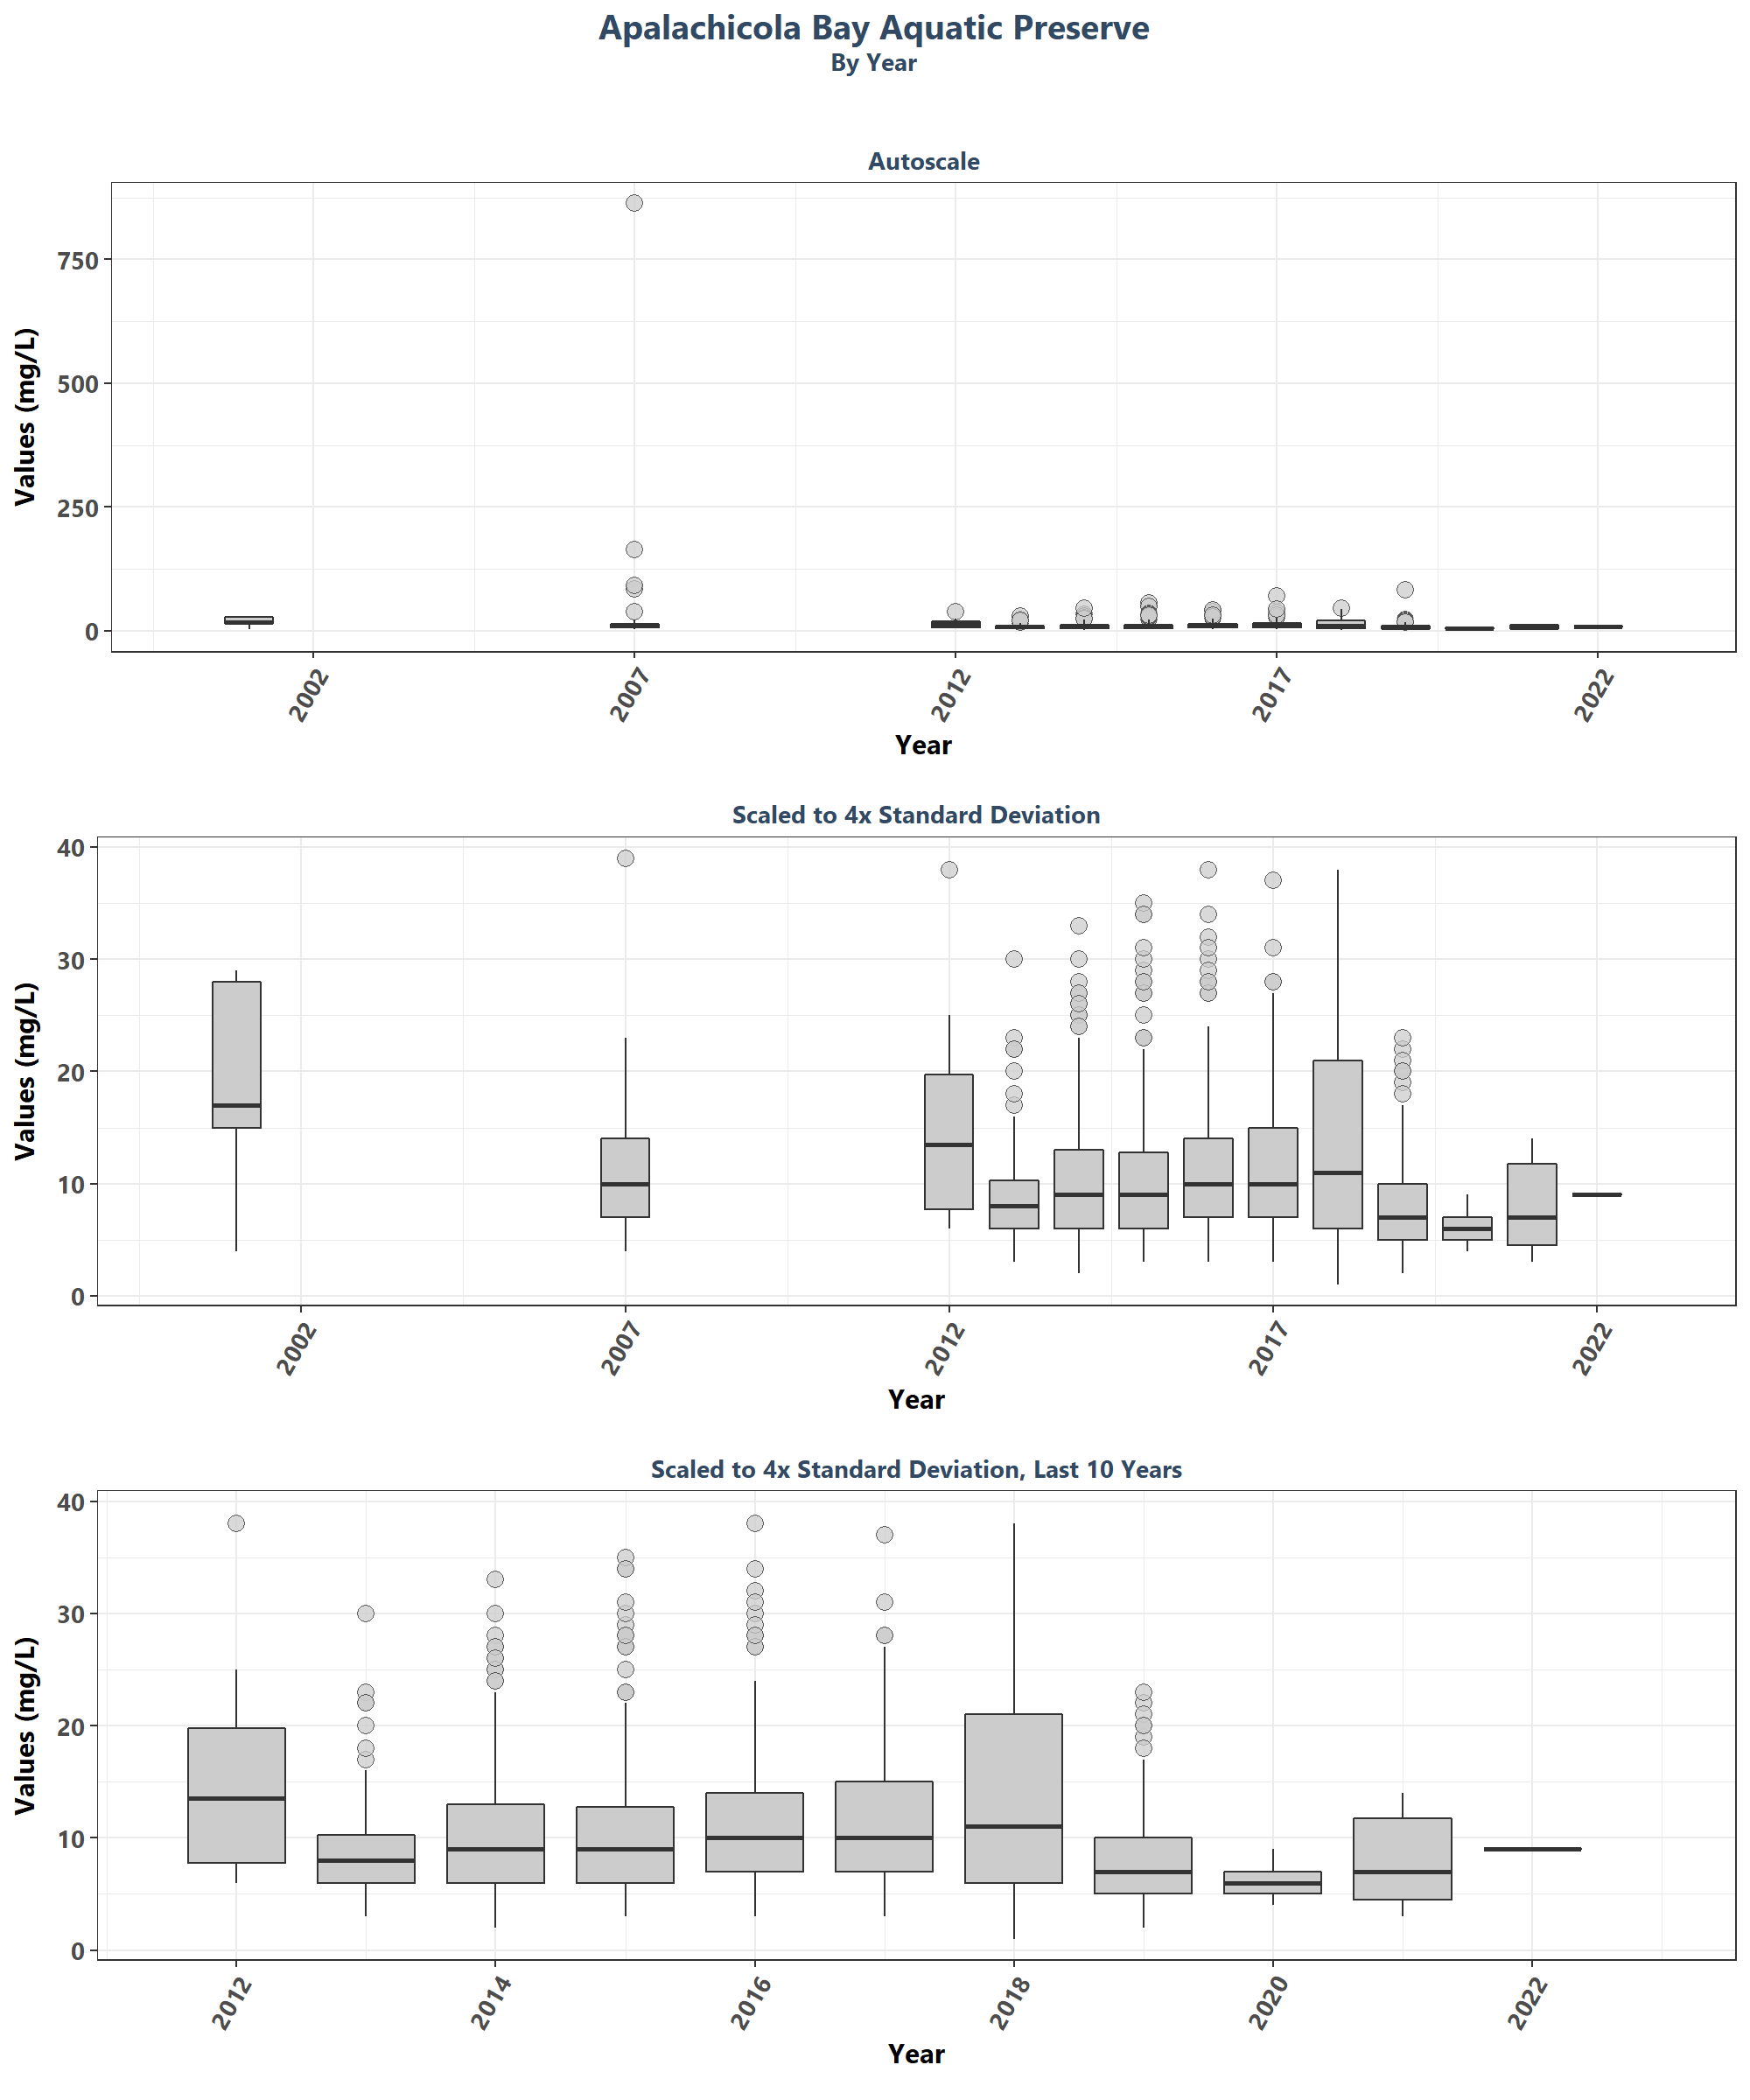 Apalachicola Bay Aquatic Preserve
By Year
Autoscale
Values (mg/L)
750
500
250
0
2002 2007 2012 2017 2022
Year
Scaled to 4x Standard Deviation
Values (mg/L)
40
30
20
10
0
2002 2007 2012 2017 2022
Year
Scaled to 4x Standard Deviation, Last 10 Years
Values (mg/L)
40
30
20
10
0
2012 2014 2016 2018 2020 2022
Year